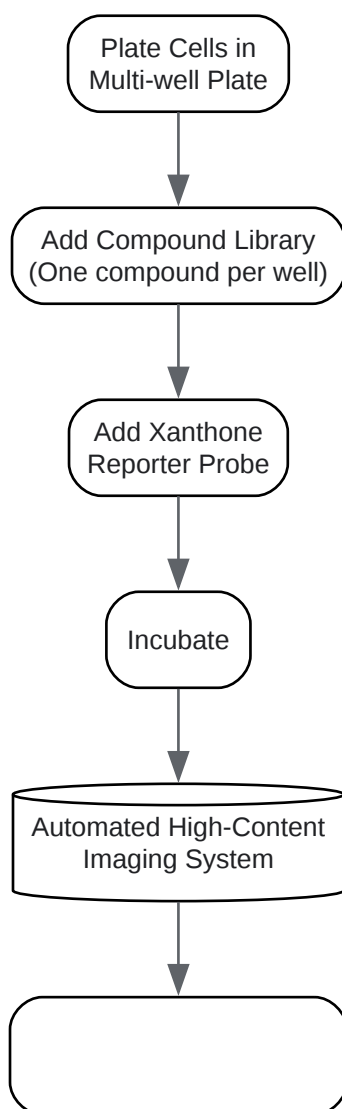 Plate Cells in
Multi-well Plate
Add Compound Library
(One compound per well)
Add Xanthone
Reporter Probe
Incubate
Automated High-Content
Imaging System